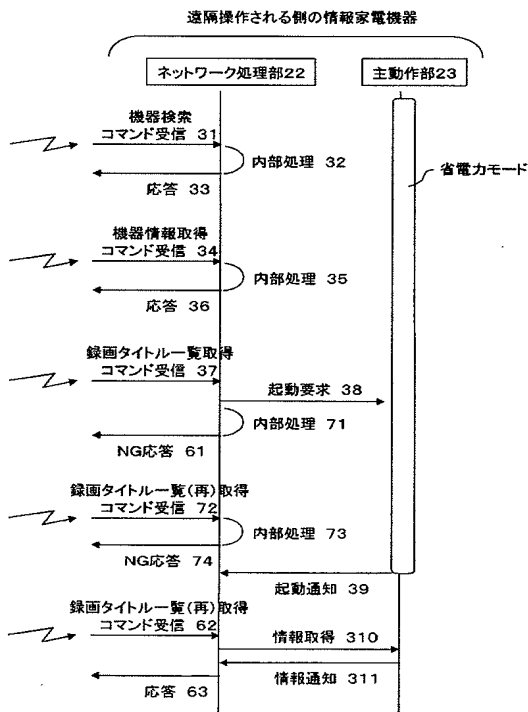 遠隔操作される側の情報家電機器
ネットワーク処理部22
主動作部23
機器検索
コマンド受信 31
内部処理 32
省電力モード
応答 33
機器情報取得
コマンド受信 34
内部処理 35
応答 36
録画タイトル一覧取得
コマンド受信 37
起動要求 38
内部処理 71
NG応答 61
録画タイトル一覧(再)取得
コマンド受信 72
内部処理 73
NG応答 74
起動通知 39
録画タイトル一覧(再)取得
コマンド受信 62
情報取得 310
情報通知 311
応答 63